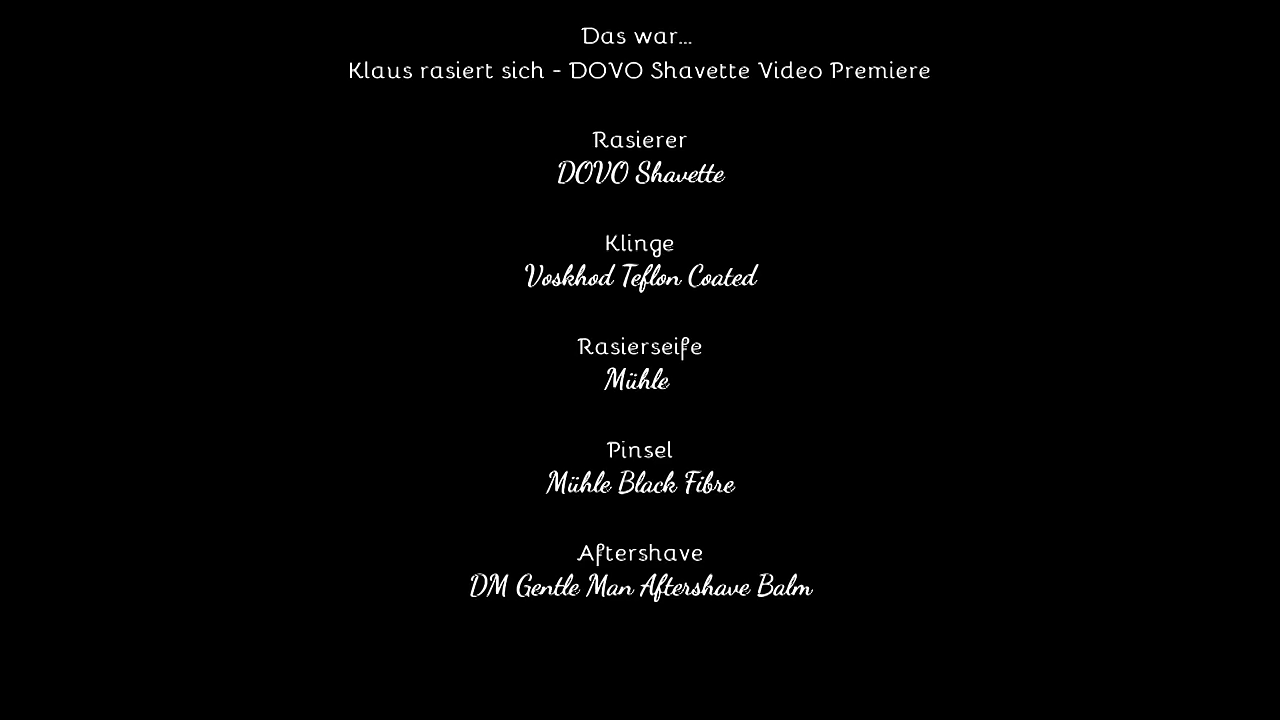 Das war...
Klaus rasiert sich - DOVO Shavette Video Premiere
Rasierer
DOVO Shavette
Klinge
Voskhod Teflon Coated
Rasierseife
Mühle
Pinsel
Mühle Black Fibre
Aftershave
DM Gentle Man Aftershave Balm